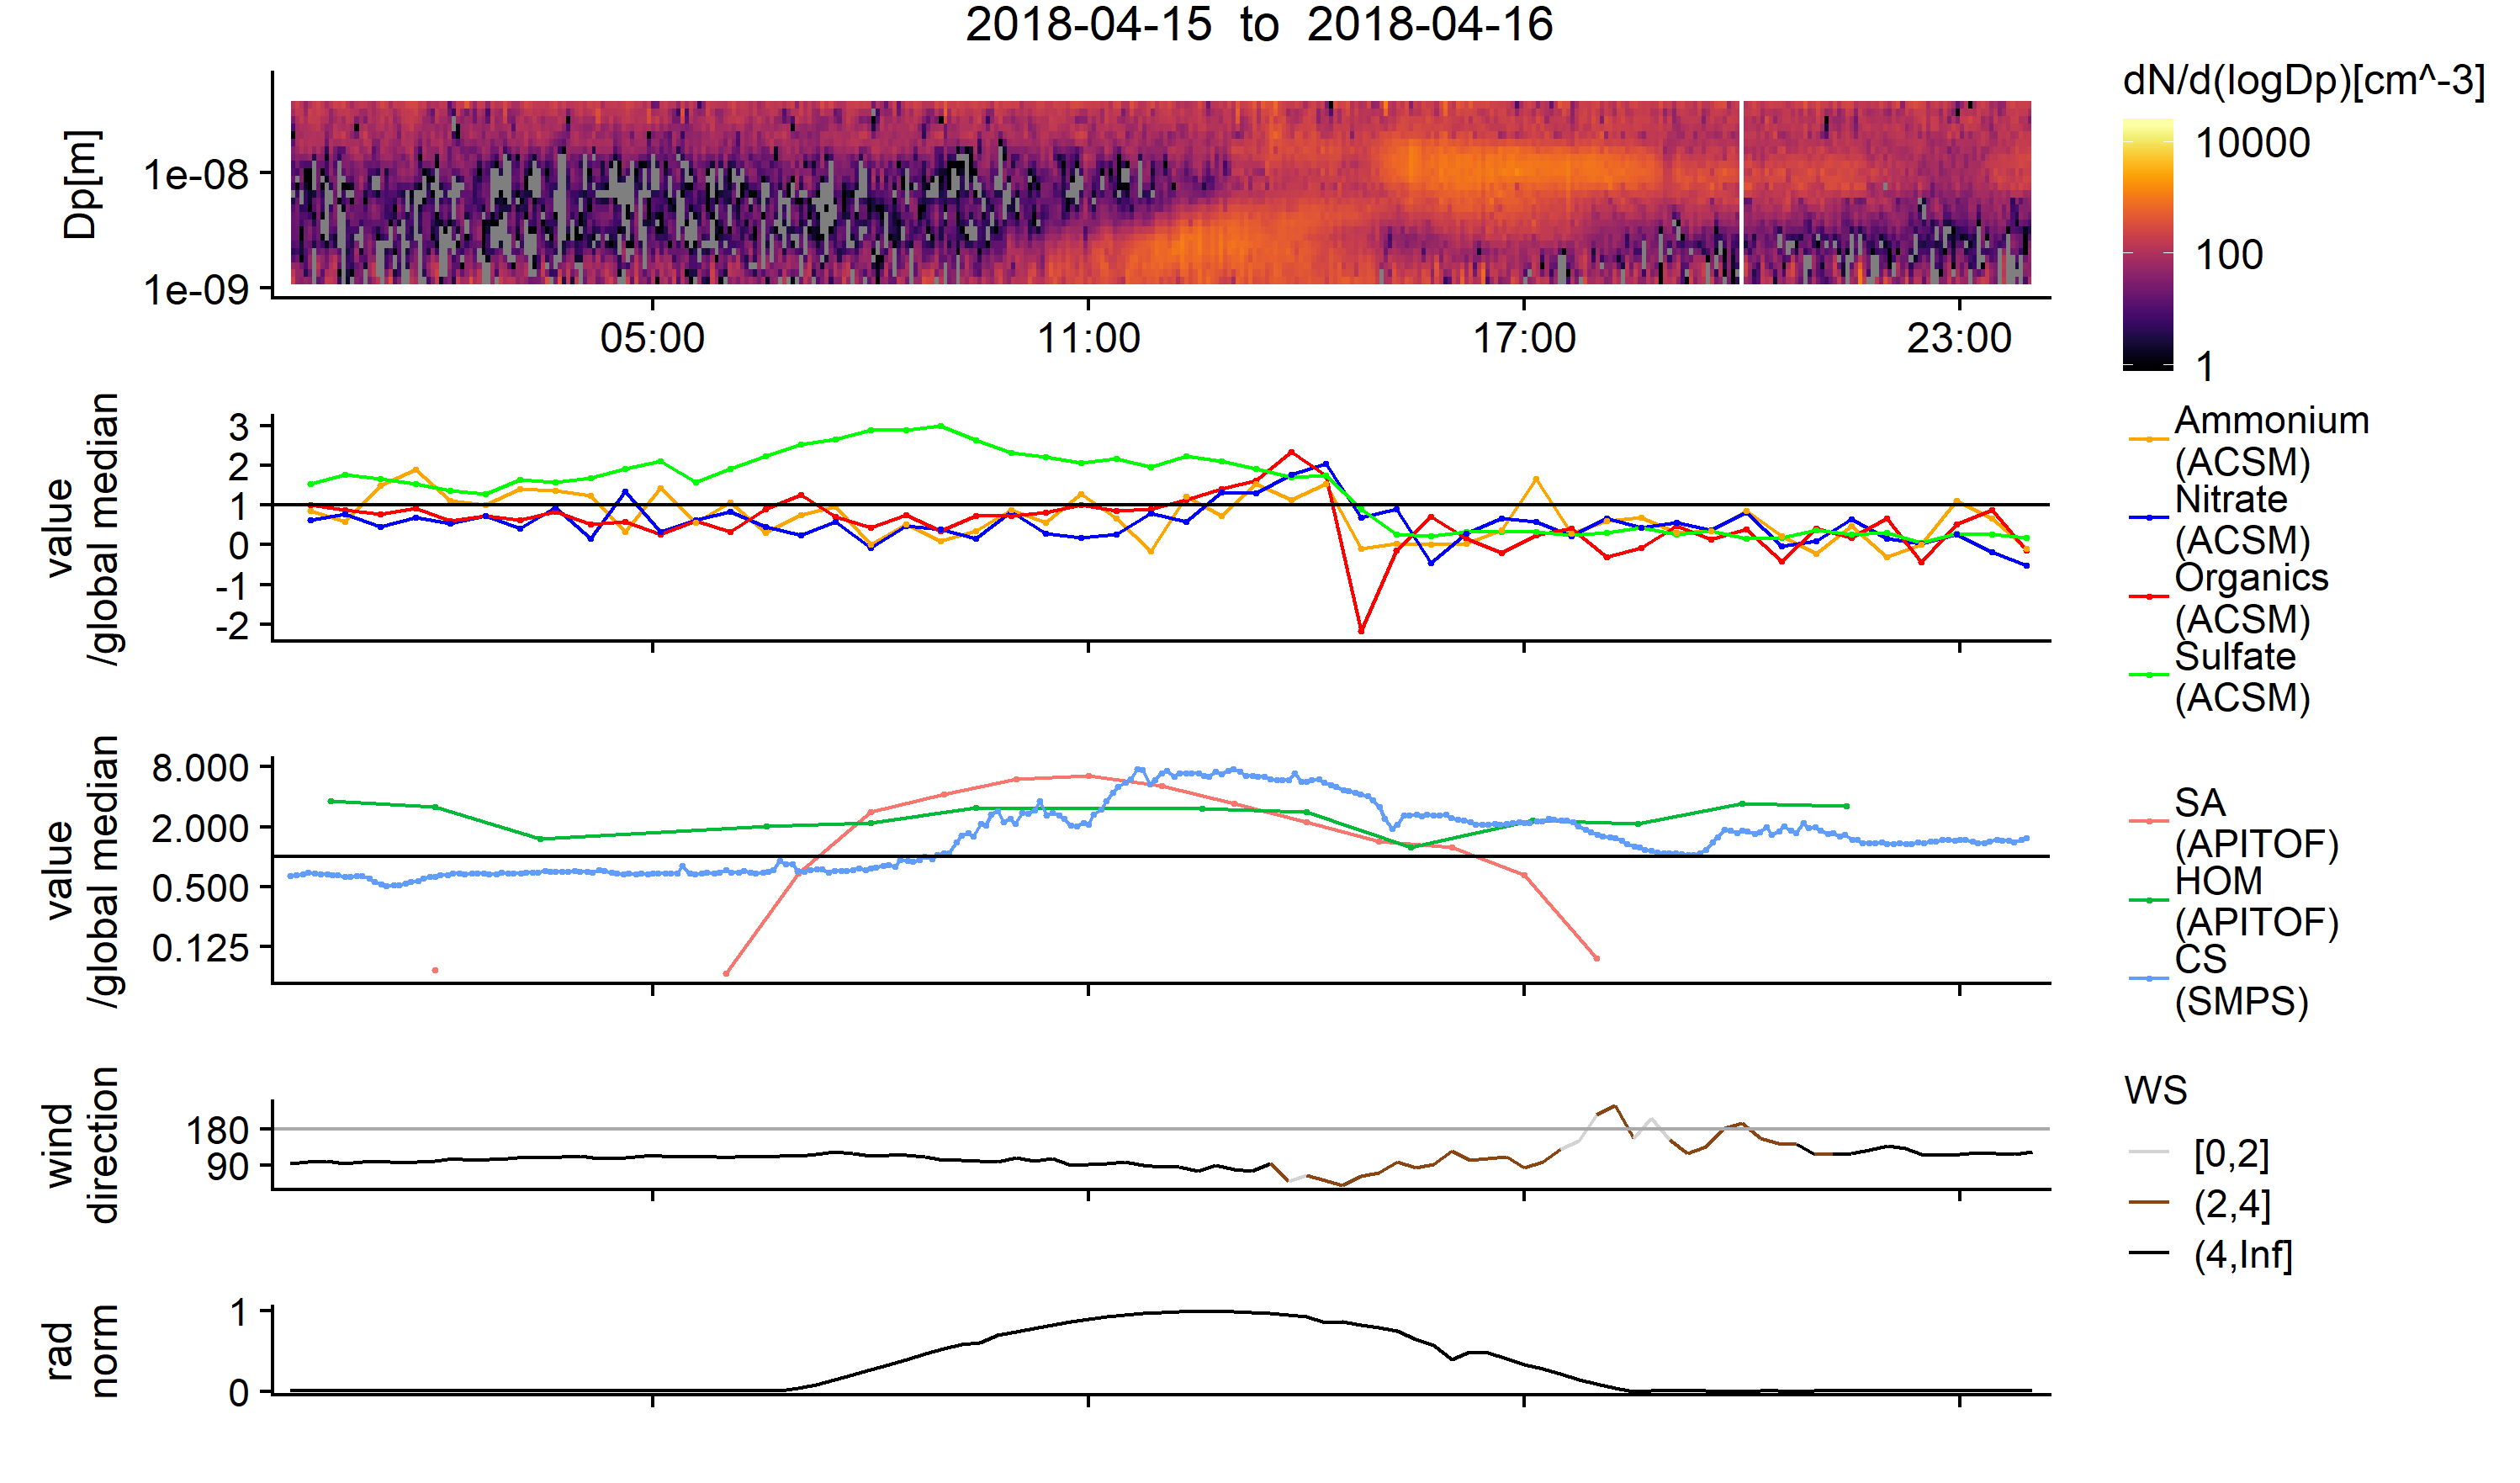 2018-04-15 to 2018-04-16
Dp[m]
1e-08
1e-09
05:00
11:00
17:00
23:00
dN/d(logDp)[cm^-3]
10000
100
1
value
/global median
3
2
1
0
-1
-2
Ammonium
(ACSM)
Nitrate
(ACSM)
Organics
(ACSM)
Sulfate
(ACSM)
value
/global median
8.000
2.000
0.500
0.125
SA
(APITOF)
HOM
(APITOF)
CS
(SMPS)
wind
direction
180
90
WS
[0,2]
(2,4]
(4,Inf]
rad
norm
1
0